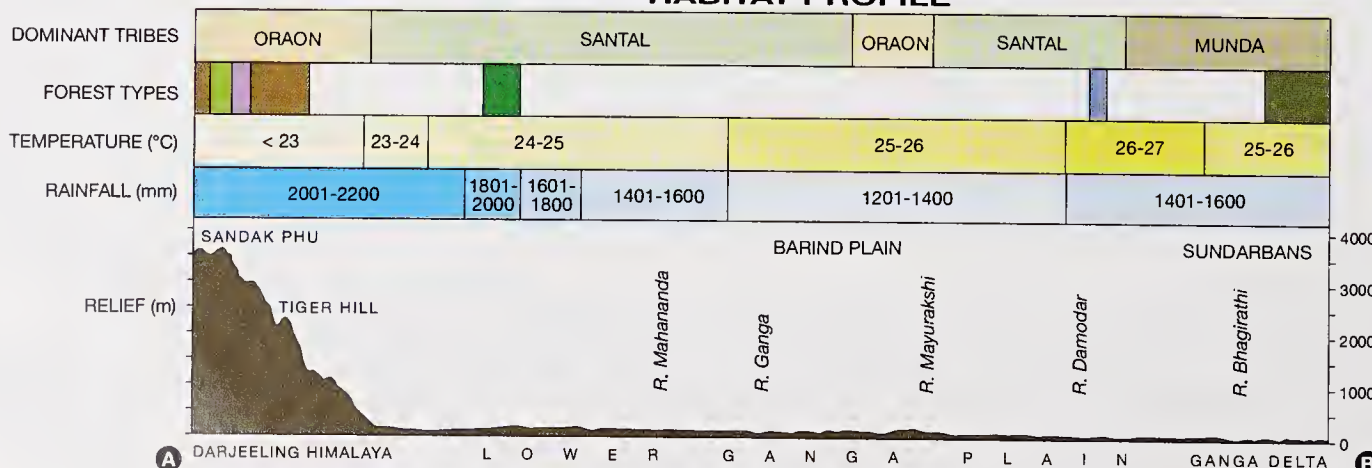 HABITAT PROFILE
DOMINANT TRIBES ORAON SANTAL ORAON SANTAL MUNDA
FOREST TYPES
TEMPERATURE (°C) < 23 23-24 24-25 25-26 26-27 25-26
RAINFALL (mm) 2001-2200 1801-2000 1601-1800 1401-1600 1201-1400 1401-1600
SANDAK PHU BARIND PLAIN SUNDARBANS 4000
3000
RELIEF (m) TIGER HILL R. Mahananda R. Ganga R. Mayurakshi R. Damodar R. Bhagirathi
2000
1000
0
A DARJEELING HIMALAYA LOWER GANGA PLAIN GANGA DELTA B